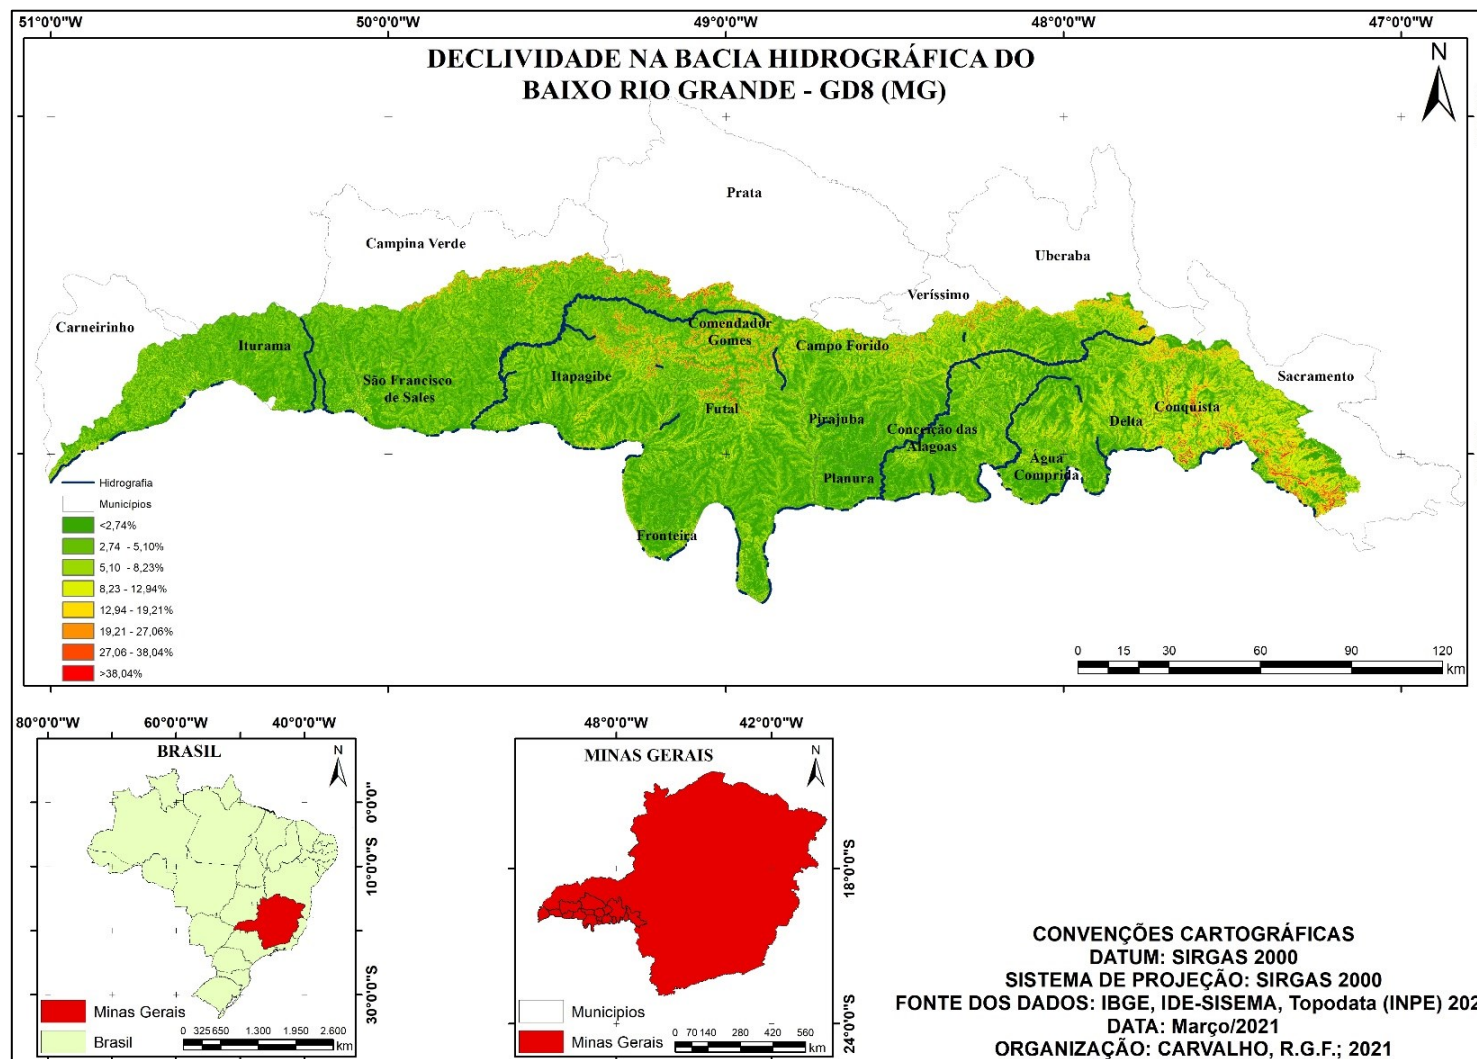 51°0'0"W 50°0'0"W 49°0'0"W 48°0'0"W 47°0'0"W
DECLIVIDADE NA BACIA HIDROGRÁFICA DO
BAIXO RIO GRANDE - GD8 (MG)
N
Prata
Campina Verde
Uberaba
Veríssimo
Carneirinho
Comendador
Gomes
Iturama
Campo Forido
São Francisco
de Sales
Itapagibe
Sacramento
Futal
Conquista
Pirajuba
Delta
Conceição das
Alagoas
Água
Comprida
Planura
Fronteira
Hidrografia
Municípios
<2,74%
2,74 - 5,10%
5,10 - 8,23%
8,23 - 12,94%
12,94 - 19,21%
19,21 - 27,06%
27,06 - 38,04%
>38,04%
0 15 30 60 90 120
km
80°0'0"W 60°0'0"W 40°0'0"W
BRASIL
N
0°0'0"
10°0'0"S
30°0'0"S
Minas Gerais
Brasil
0 325 650 1.300 1.950 2.600
km
48°0'0"W 42°0'0"W
MINAS GERAIS
N
18°0'0"S
24°0'0"S
Municipios
Minas Gerais
0 70 140 280 420 560
km
CONVENÇÕES CARTOGRÁFICAS
DATUM: SIRGAS 2000
SISTEMA DE PROJEÇÃO: SIRGAS 2000
FONTE DOS DADOS: IBGE, IDE-SISEMA, Topodata (INPE) 202
DATA: Março/2021
ORGANIZAÇÃO: CARVALHO, R.G.F.; 2021